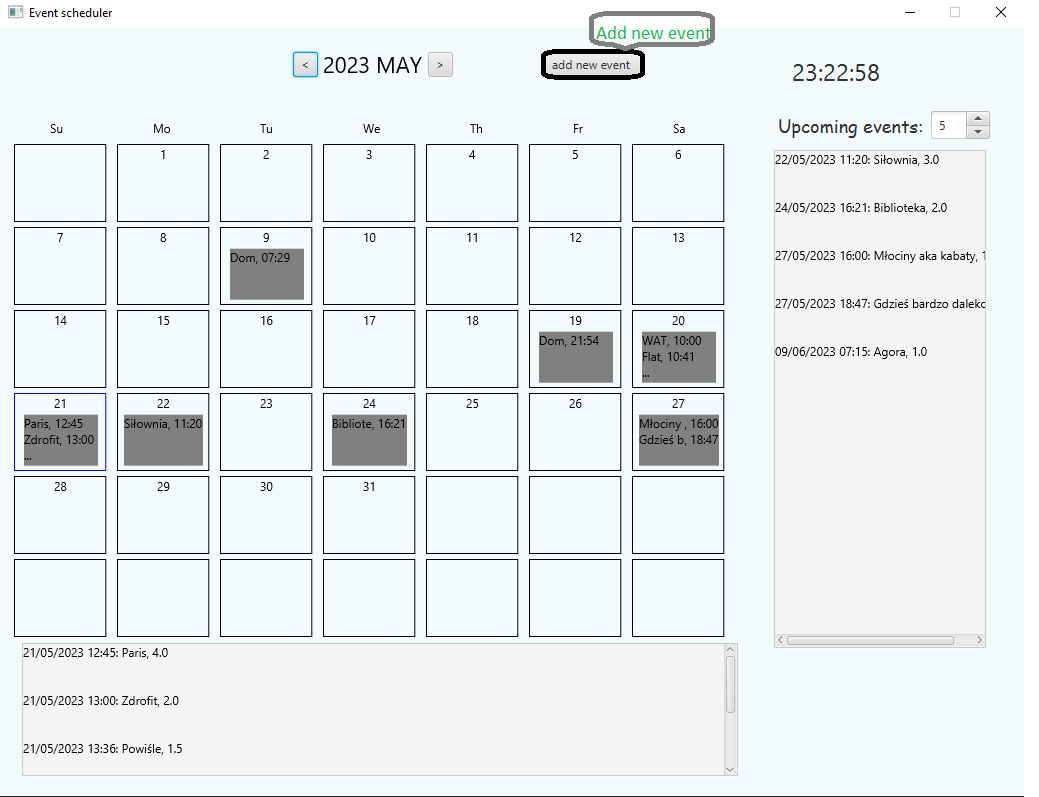 Event scheduler
Add new event
< 2023 MAY > add new event
23:22:58
Su Mo Tu We Th Fr Sa
1 2 3 4 5 6
7 8 9 10 11 12 13
Dom, 07:29
14 15 16 17 18 19 20
Dom, 21:54 WAT, 10:00
Flat, 10:41
...
21 22 23 24 25 26 27
Paris, 12:45 Siłownia, 11:20 Bibliote, 16:21 Młociny , 16:00
Zdrofit, 13:00 Gdzieś b, 18:47
...
28 29 30 31
21/05/2023 12:45: Paris, 4.0
21/05/2023 13:00: Zdrofit, 2.0
21/05/2023 13:36: Powiśle, 1.5
Upcoming events: 5
22/05/2023 11:20: Siłownia, 3.0
24/05/2023 16:21: Biblioteka, 2.0
27/05/2023 16:00: Młociny aka kabaty,
27/05/2023 18:47: Gdzieś bardzo daleko
09/06/2023 07:15: Agora, 1.0